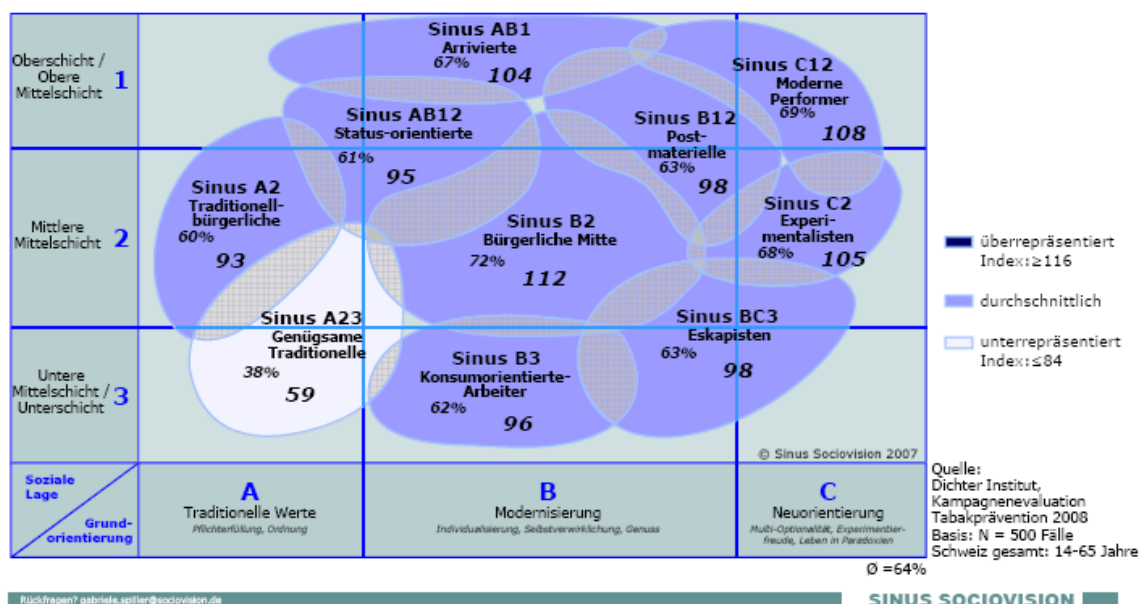 Oberschicht /
Obere
Mittelschicht
1
Mittlere
Mittelschicht
2
Untere
Mittelschicht /
Unterschicht
3
Sinus AB1
Arrivierte
67%
104
Sinus C12
Moderne
Performer
69%
108
Sinus AB12
Status-orientierte
61%
95
Sinus B12
Post-
materielle
63%
98
Sinus A2
Traditionell-
bürgerliche
60%
93
Sinus B2
Bürgerliche Mitte
72%
112
Sinus C2
Experi-
mentalisten
68%
105
Sinus A23
Genügsame
Traditionelle
38%
59
Sinus B3
Konsumorientierte-
Arbeiter
62%
96
Sinus BC3
Eskapisten
63%
98
© Sinus Sociovision 2007
überrepräsentiert
Index:≥116
durchschnittlich
unterrepräsentiert
Index:≤84
Soziale
Lage
Grund-
orientierung
A
Traditionelle Werte
Pflichterfüllung, Ordnung
B
Modernisierung
Individualisierung, Selbstverwirklichung, Genuss
C
Neuorientierung
Multi-Optionalität, Experimentier-
freude, Leben in Paradoxien
Quelle:
Dichter Institut,
Kampagnenevaluation
Tabakprävention 2008
Basis: N = 500 Fälle
Schweiz gesamt: 14-65 Jahre
Ø =64%
Rückfragen? gabriele.spiller@sociovision.de
SINUS SOCIOVISION